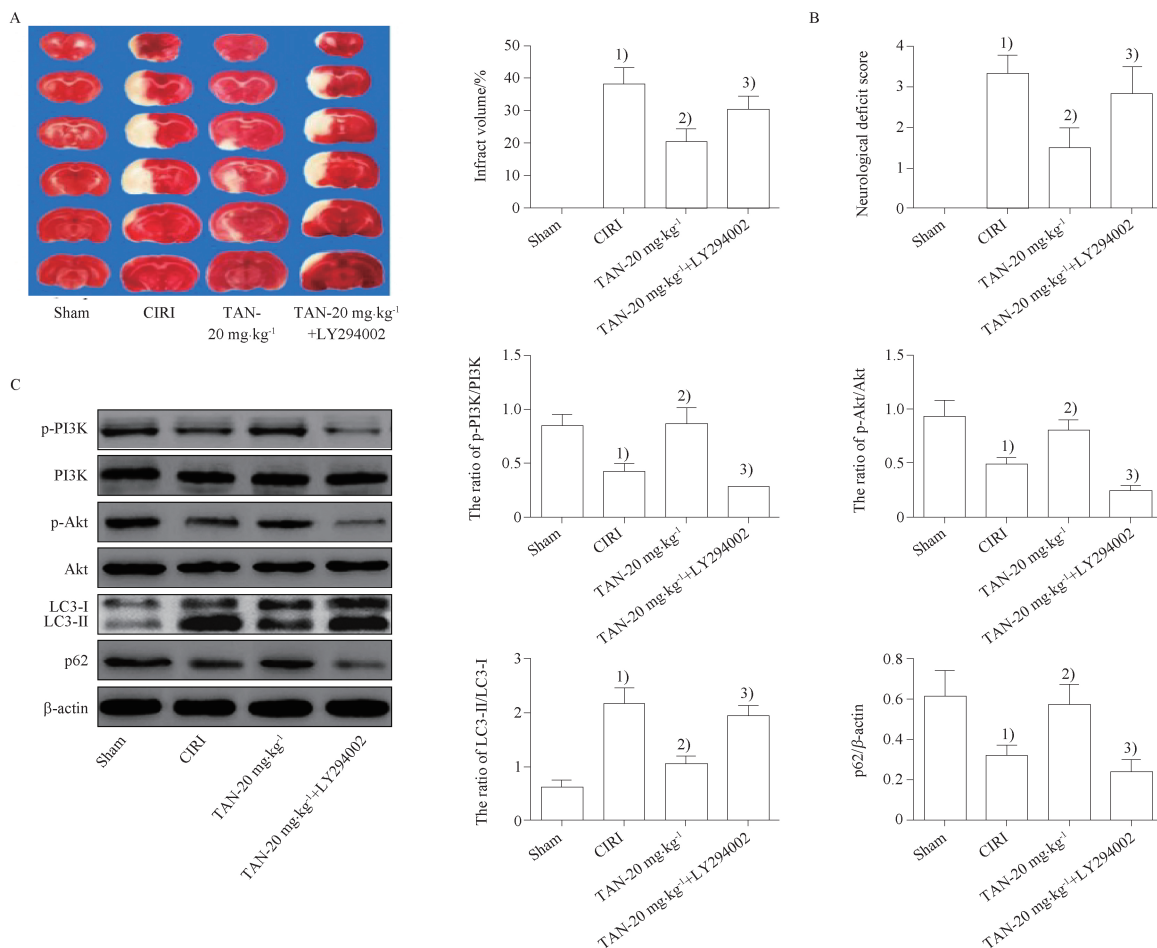 A
Sham
CIRI
TAN-
20 mg·kg⁻¹
TAN-20 mg·kg⁻¹
+LY294002
Infract volume/%
50
40
30
20
10
0
1)
2)
3)
Sham
CIRI
TAN-20 mg·kg⁻¹
TAN-20 mg·kg⁻¹+LY294002
B
Neurological deficit score
4
3
2
1
0
1)
2)
3)
Sham
CIRI
TAN-20 mg·kg⁻¹
TAN-20 mg·kg⁻¹+LY294002
C
p-PI3K
PI3K
p-Akt
Akt
LC3-I
LC3-II
p62
β-actin
Sham
CIRI
TAN-20 mg·kg⁻¹
TAN-20 mg·kg⁻¹+LY294002
The ratio of p-PI3K/PI3K
1.5
1.0
0.5
0
1)
2)
3)
Sham
CIRI
TAN-20 mg·kg⁻¹
TAN-20 mg·kg⁻¹+LY294002
The ratio of p-Akt/Akt
1.5
1.0
0.5
0
1)
2)
3)
Sham
CIRI
TAN-20 mg·kg⁻¹
TAN-20 mg·kg⁻¹+LY294002
The ratio of LC3-II/LC3-I
3
2
1
0
1)
2)
3)
Sham
CIRI
TAN-20 mg·kg⁻¹
TAN-20 mg·kg⁻¹+LY294002
p62/β-actin
0.8
0.6
0.4
0.2
0
1)
2)
3)
Sham
CIRI
TAN-20 mg·kg⁻¹
TAN-20 mg·kg⁻¹+LY294002